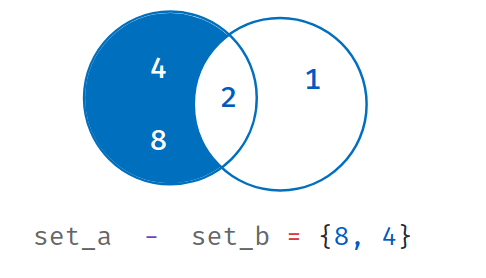 4
2
1
8
set_a - set_b = {8, 4}